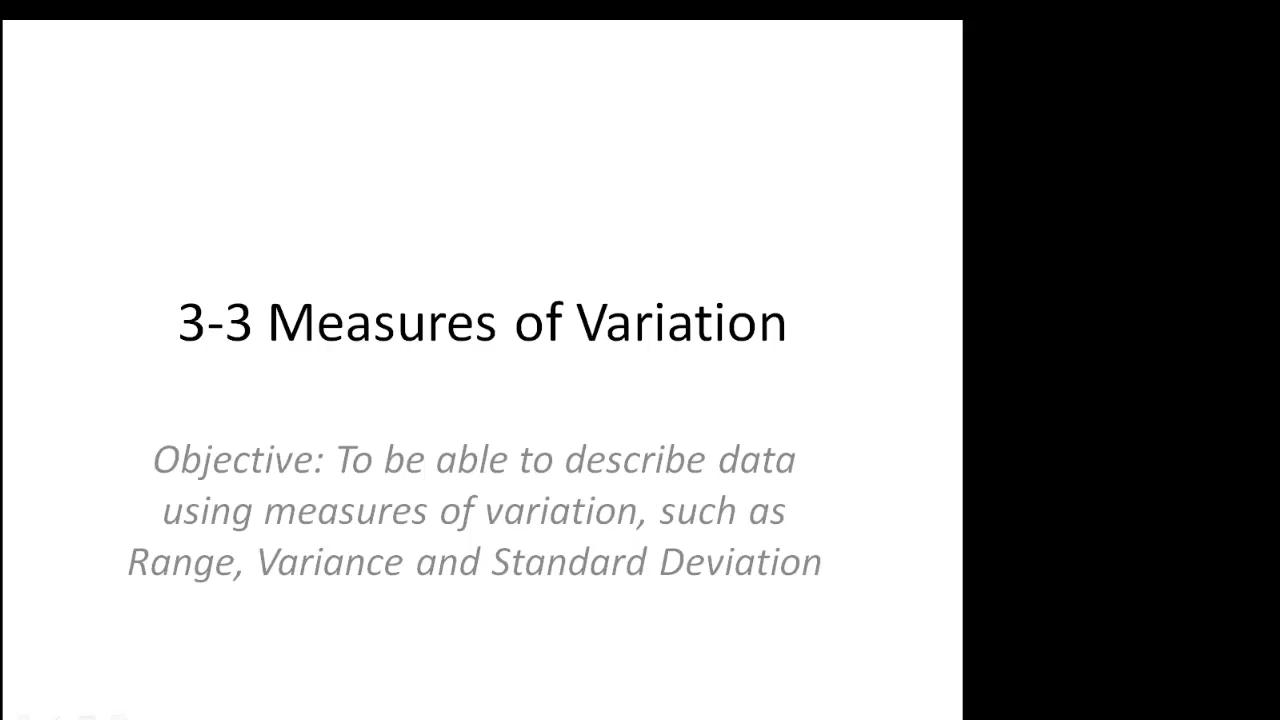 3-3 Measures of Variation
Objective: To be able to describe data
using measures of variation, such as
Range, Variance and Standard Deviation